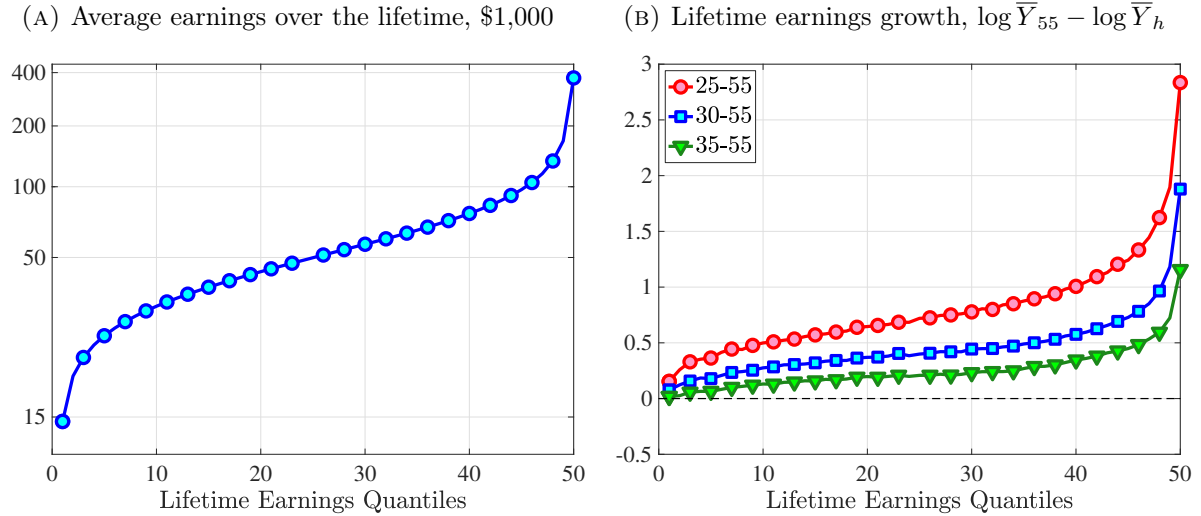 (A) Average earnings over the lifetime, $1,000
400
200
100
50
15
0 10 20 30 40 50
Lifetime Earnings Quantiles
(B) Lifetime earnings growth, log Y̅₅₅ − log Y̅ₕ
3
2.5
2
1.5
1
0.5
0
-0.5
25-55
30-55
35-55
0 10 20 30 40 50
Lifetime Earnings Quantiles